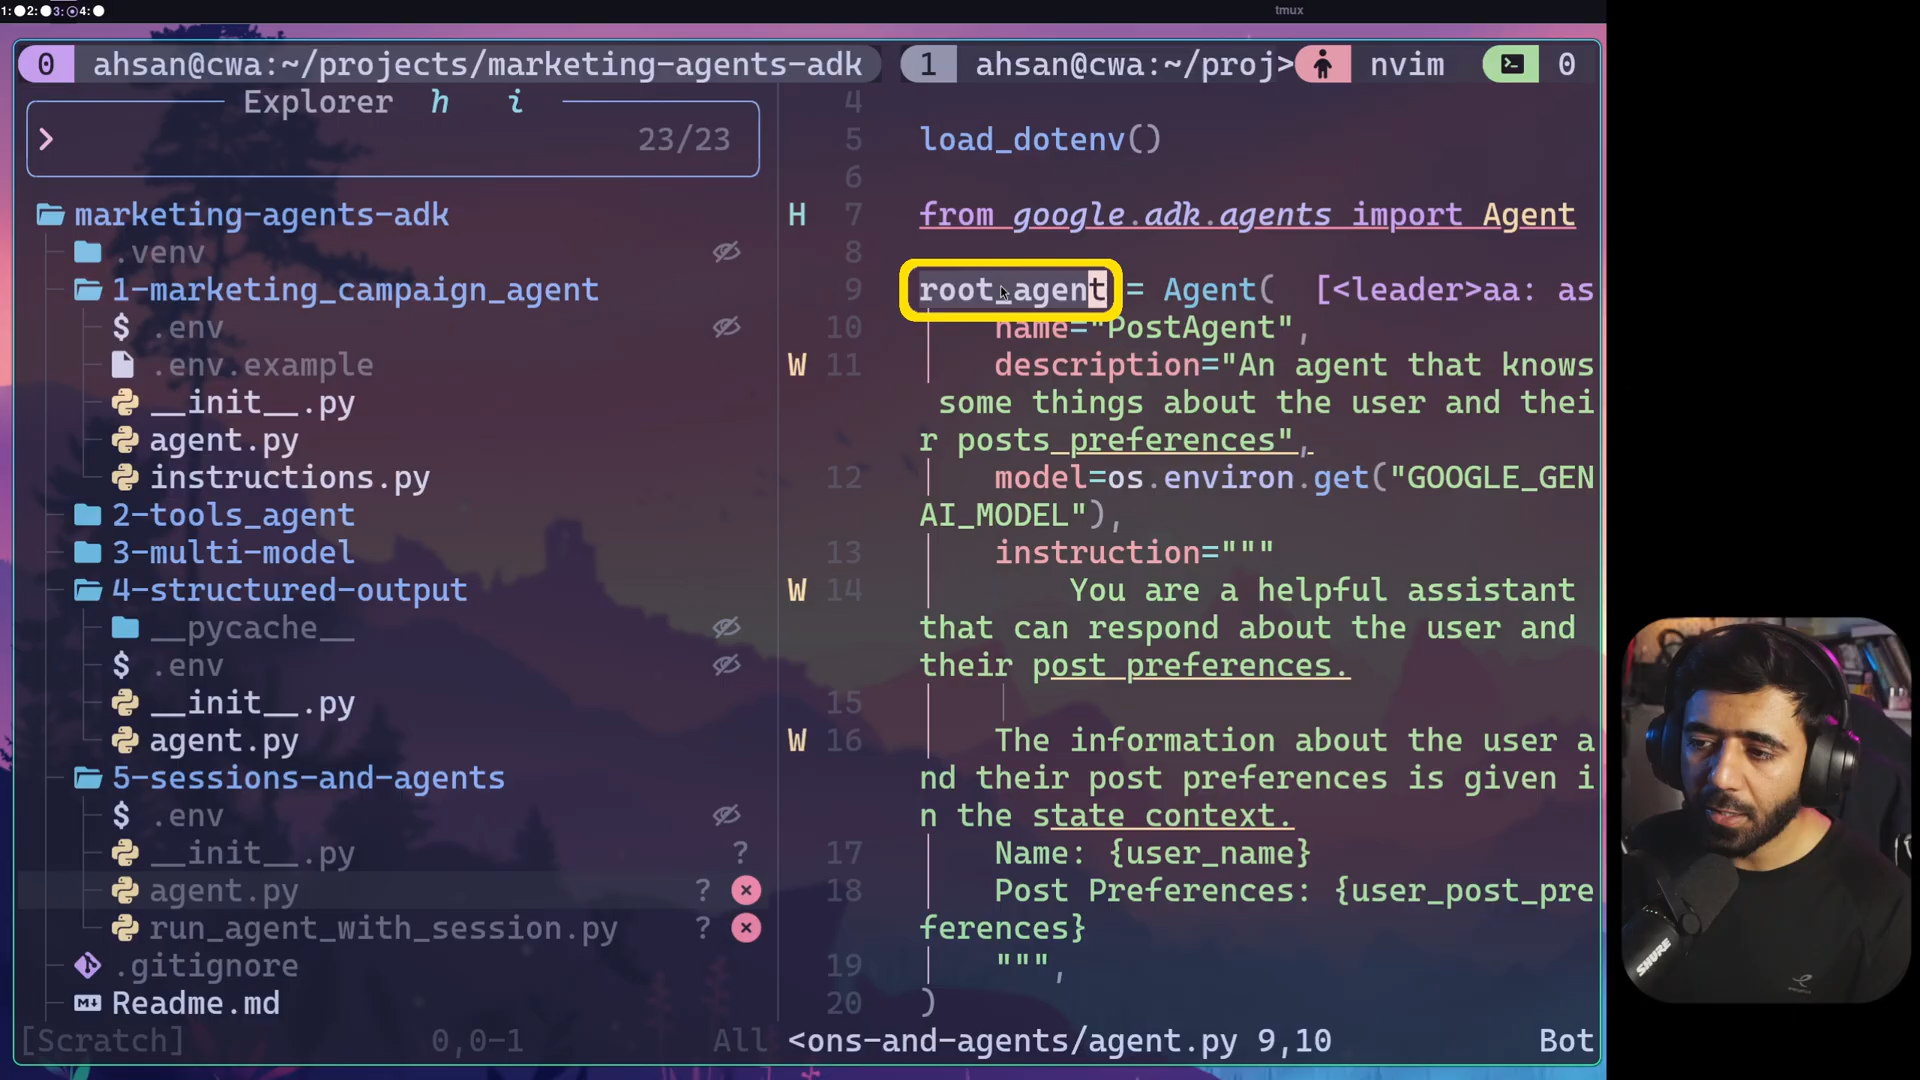 1: 2: 3: 4:
tmux
0 ahsan@cwa:~/projects/marketing-agents-adk
1 ahsan@cwa:~/proj> nvim 0
Explorer h i
> 23/23
marketing-agents-adk
.venv
1-marketing_campaign_agent
$ .env
.env.example
__init__.py
agent.py
instructions.py
2-tools_agent
3-multi-model
4-structured-output
__pycache__
$ .env
__init__.py
agent.py
5-sessions-and-agents
$ .env
__init__.py ?
agent.py ?
run_agent_with_session.py ?
.gitignore
Readme.md
[Scratch] 0,0-1 All
4
5 load_dotenv()
6
H 7 from google.adk.agents import Agent
8
9 root_agent = Agent( [<leader>aa: as
10 name="PostAgent",
W 11 description="An agent that knows
some things about the user and thei
r posts preferences",
12 model=os.environ.get("GOOGLE_GEN
AI_MODEL"),
13 instruction="""
W 14 You are a helpful assistant
that can respond about the user and
their post preferences.
15
W 16 The information about the user a
nd their post preferences is given i
n the state context.
17 Name: {user_name}
18 Post Preferences: {user_post_pre
ferences}
19 """,
20 )
<ons-and-agents/agent.py 9,10 Bot
SHURE